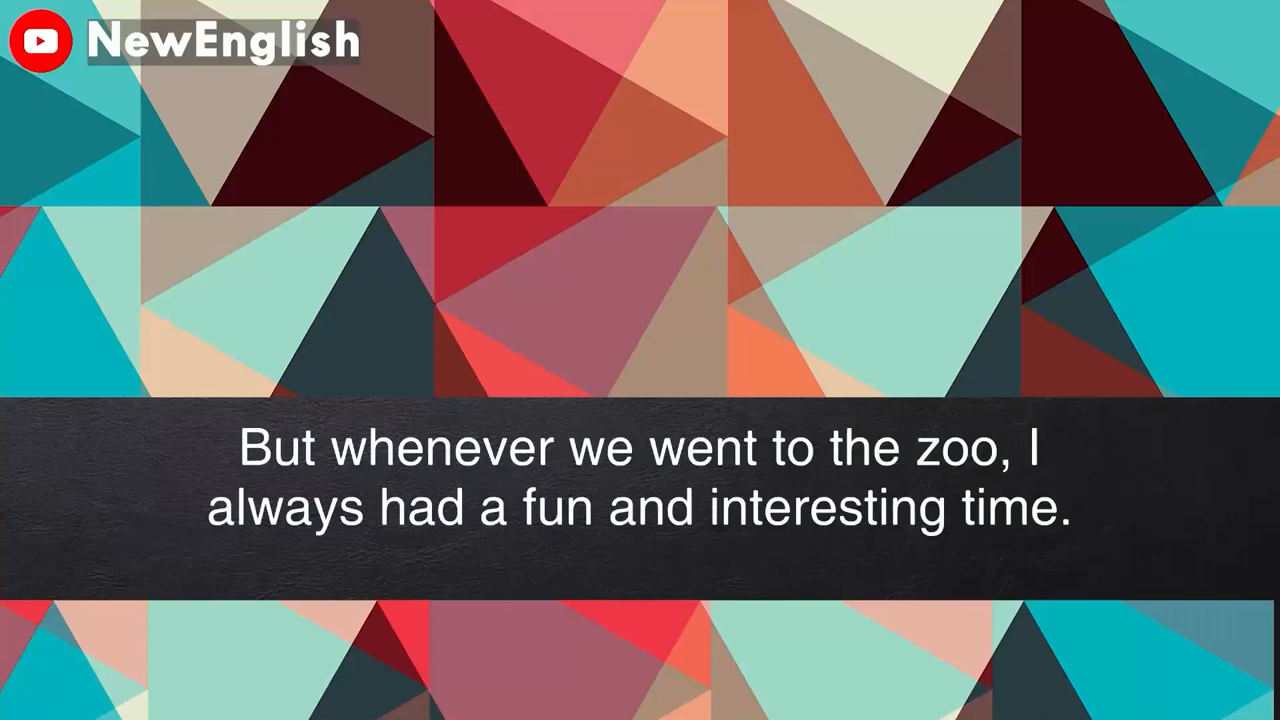 NewEnglish
But whenever we went to the zoo, I
always had a fun and interesting time.